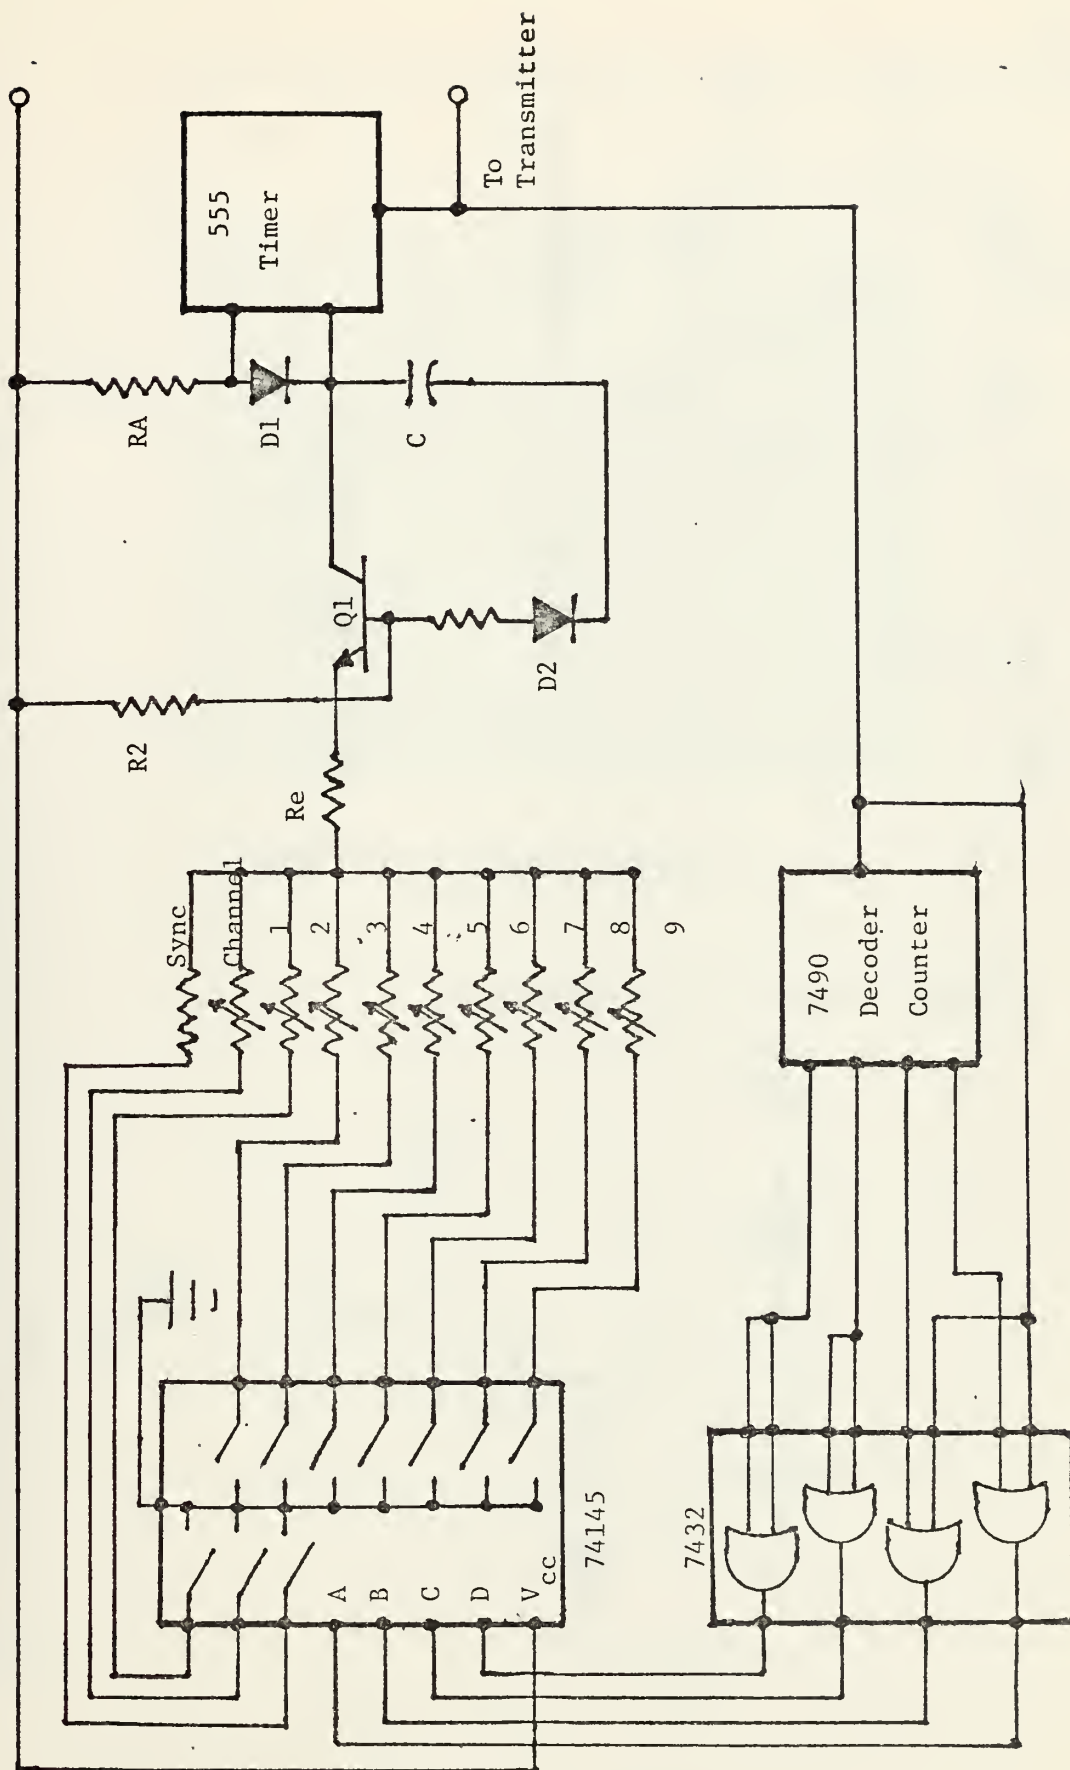 555
Timer
To
Transmitter
RA
D1
C
Q1
D2
R2
Re
Sync
Channel
1
2
3
4
5
6
7
8
9
7490
Decoder
Counter
A
B
C
D
Vcc
74145
7432